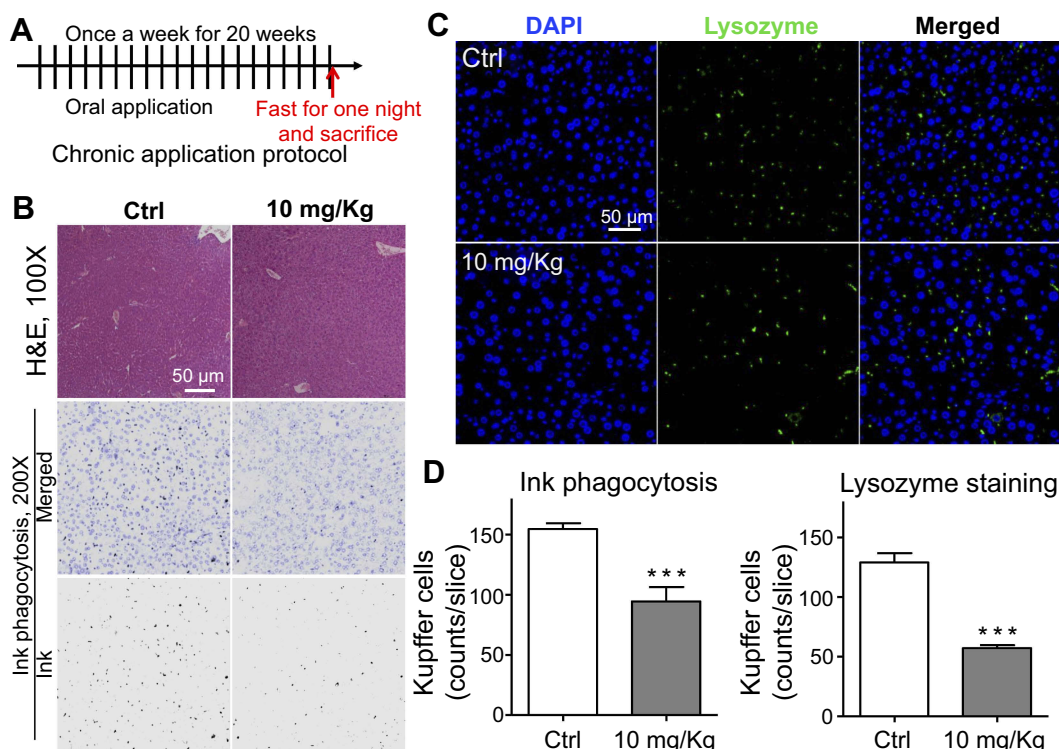 A
Once a week for 20 weeks
Oral application
Fast for one night
and sacrifice
Chronic application protocol
B
Ctrl
10 mg/Kg
H&E, 100X
50 µm
Ink phagocytosis, 200X
Merged
Ink
C
DAPI
Lysozyme
Merged
Ctrl
50 µm
10 mg/Kg
D
Ink phagocytosis
Kupffer cells
(counts/slice)
150
100
50
0
***
Ctrl
10 mg/Kg
Lysozyme staining
Kupffer cells
(counts/slice)
150
100
50
0
***
Ctrl
10 mg/Kg